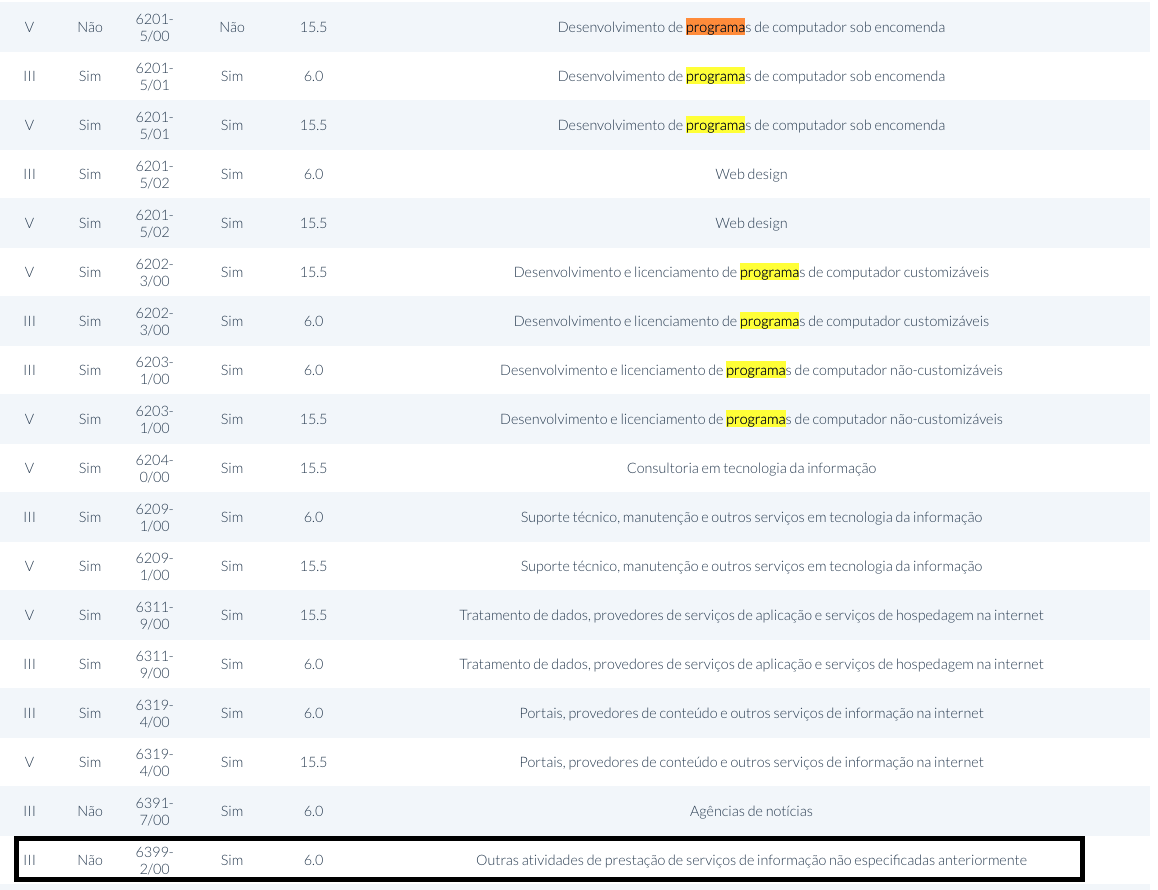 V Não 6201-5/00 Não 15.5 Desenvolvimento de programas de computador sob encomenda
III Sim 6201-5/01 Sim 6.0 Desenvolvimento de programas de computador sob encomenda
V Sim 6201-5/01 Sim 15.5 Desenvolvimento de programas de computador sob encomenda
III Sim 6201-5/02 Sim 6.0 Web design
V Sim 6201-5/02 Sim 15.5 Web design
V Sim 6202-3/00 Sim 15.5 Desenvolvimento e licenciamento de programas de computador customizáveis
III Sim 6202-3/00 Sim 6.0 Desenvolvimento e licenciamento de programas de computador customizáveis
III Sim 6203-1/00 Sim 6.0 Desenvolvimento e licenciamento de programas de computador não-customizáveis
V Sim 6203-1/00 Sim 15.5 Desenvolvimento e licenciamento de programas de computador não-customizáveis
V Sim 6204-0/00 Sim 15.5 Consultoria em tecnologia da informação
III Sim 6209-1/00 Sim 6.0 Suporte técnico, manutenção e outros serviços em tecnologia da informação
V Sim 6209-1/00 Sim 15.5 Suporte técnico, manutenção e outros serviços em tecnologia da informação
V Sim 6311-9/00 Sim 15.5 Tratamento de dados, provedores de serviços de aplicação e serviços de hospedagem na internet
III Sim 6311-9/00 Sim 6.0 Tratamento de dados, provedores de serviços de aplicação e serviços de hospedagem na internet
III Sim 6319-4/00 Sim 6.0 Portais, provedores de conteúdo e outros serviços de informação na internet
V Sim 6319-4/00 Sim 15.5 Portais, provedores de conteúdo e outros serviços de informação na internet
III Não 6391-7/00 Sim 6.0 Agências de notícias
III Não 6399-2/00 Sim 6.0 Outras atividades de prestação de serviços de informação não especificadas anteriormente